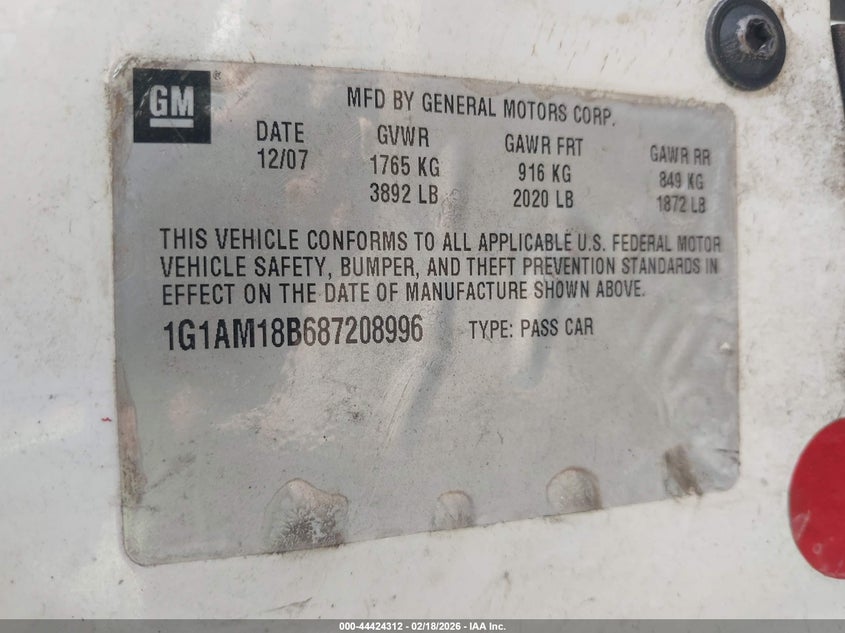 GM ®
MFD BY GENERAL MOTORS CORP.
DATE GVWR GAWR FRT GAWR RR
12/07 1765 KG 916 KG 849 KG
3892 LB 2020 LB 1872 LB
THIS VEHICLE CONFORMS TO ALL APPLICABLE U.S. FEDERAL MOTOR
VEHICLE SAFETY, BUMPER, AND THEFT PREVENTION STANDARDS IN
EFFECT ON THE DATE OF MANUFACTURE SHOWN ABOVE.
1G1AM18B687208996 TYPE: PASS CAR
000-44424312 | 02/18/2026 - IAA Inc.